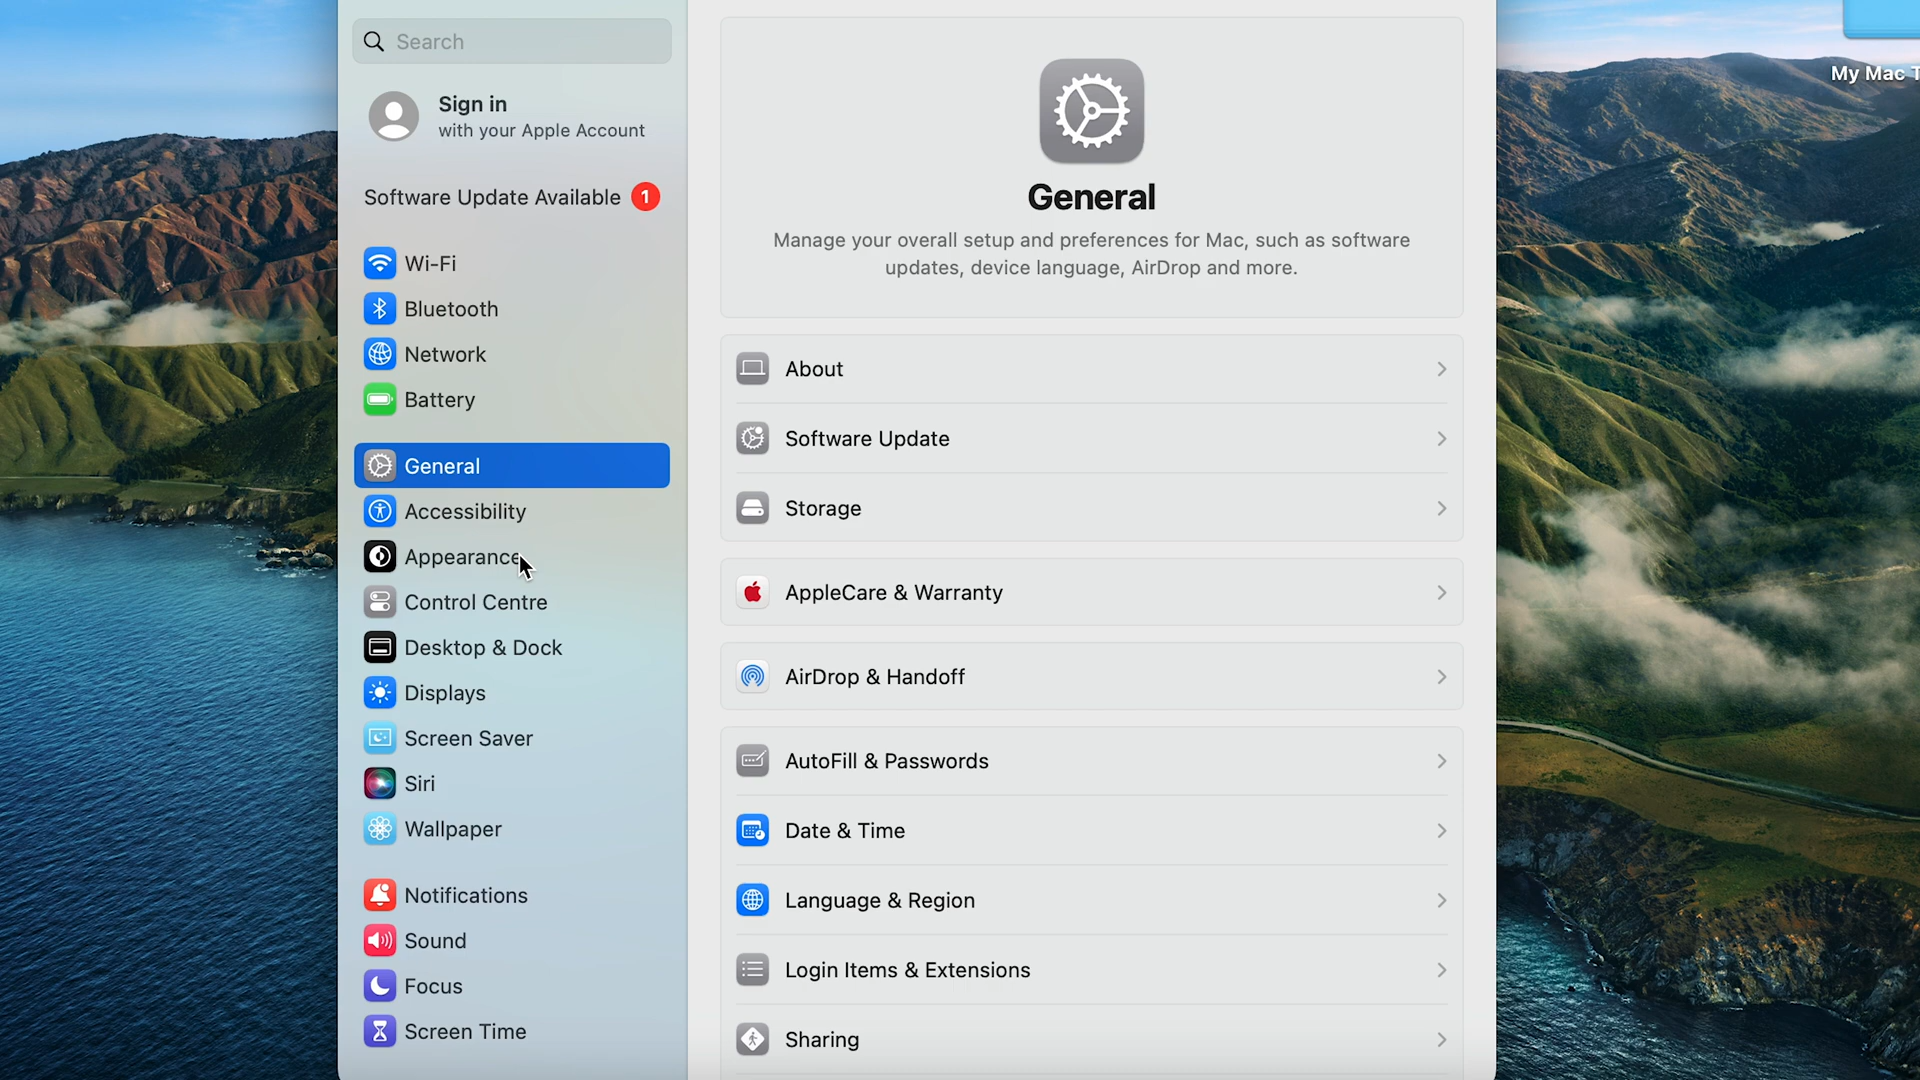 Search
Sign in
with your Apple Account
Software Update Available 1
Wi-Fi
Bluetooth
Network
Battery
General
Accessibility
Appearance
Control Centre
Desktop & Dock
Displays
Screen Saver
Siri
Wallpaper
Notifications
Sound
Focus
Screen Time
General
Manage your overall setup and preferences for Mac, such as software
updates, device language, AirDrop and more.
About
Software Update
Storage
AppleCare & Warranty
AirDrop & Handoff
AutoFill & Passwords
Date & Time
Language & Region
Login Items & Extensions
Sharing
My Mac